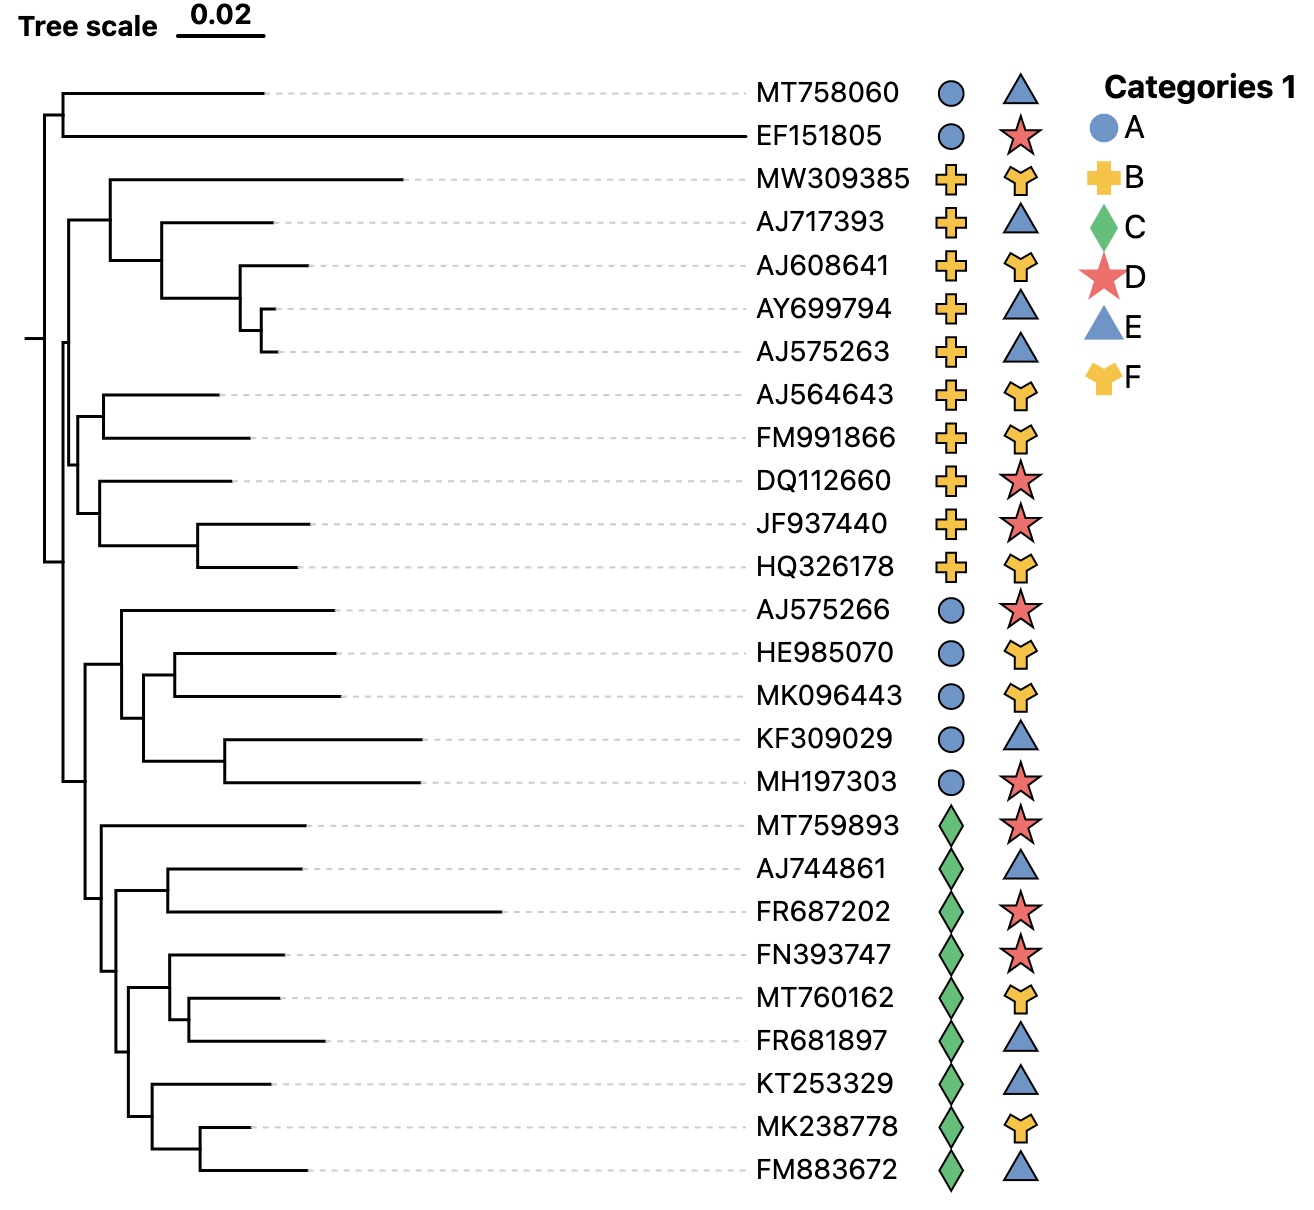 Tree scale 0.02
Categories 1
A
B
C
D
E
F
MT758060
EF151805
MW309385
AJ717393
AJ608641
AY699794
AJ575263
AJ564643
FM991866
DQ112660
JF937440
HQ326178
AJ575266
HE985070
MK096443
KF309029
MH197303
MT759893
AJ744861
FR687202
FN393747
MT760162
FR681897
KT253329
MK238778
FM883672